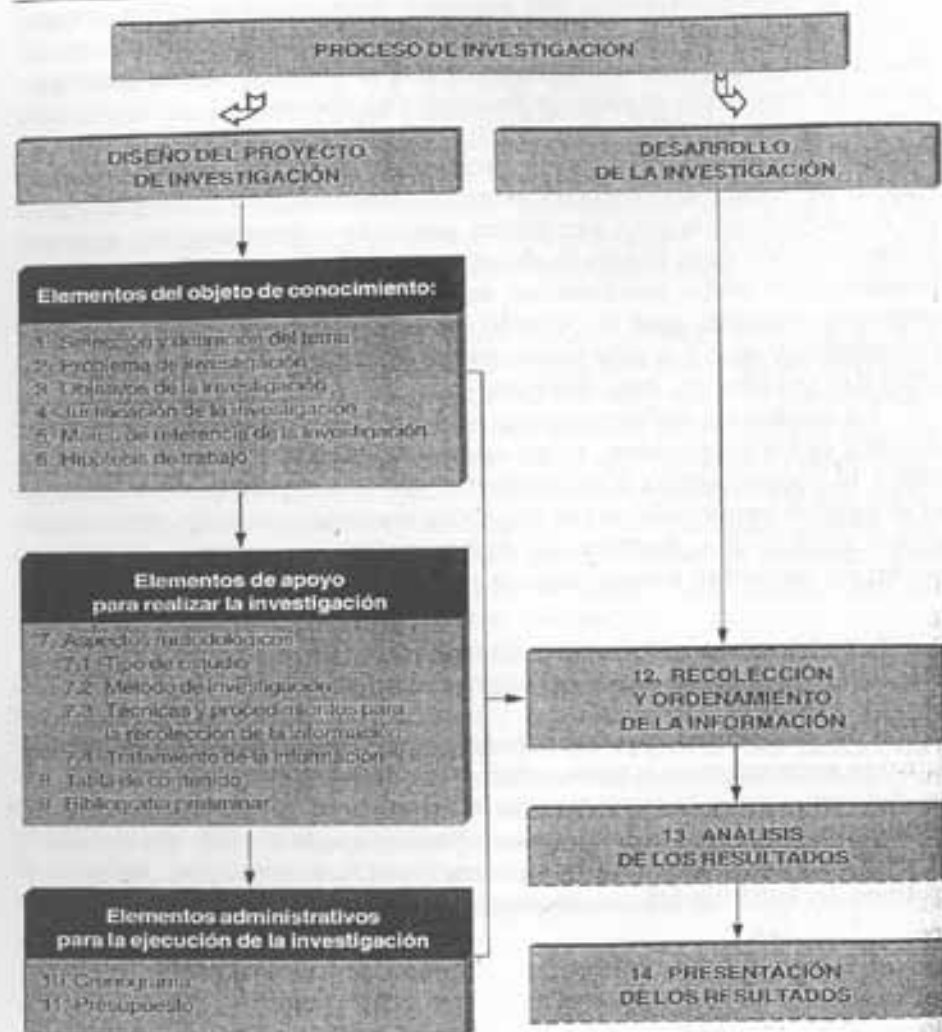 PROCESO DE INVESTIGACIÓN
DISEÑO DEL PROYECTO
DE INVESTIGACIÓN
Elementos del objeto de conocimiento:
1. Selección y definición del tema
2. Problema de investigación
3. Objetivos de la investigación
4. Justificación de la investigación
5. Marco de referencia de la investigación
6. Hipótesis de trabajo
Elementos de apoyo
para realizar la investigación
7. Aspectos metodológicos
7.1 Tipo de estudio
7.2 Método de investigación
7.3 Técnicas y procedimientos para
la recolección de la información
7.4 Tratamiento de la información
8. Tabla de contenido
9. Bibliografía preliminar
Elementos administrativos
para la ejecución de la investigación
10. Cronograma
11. Presupuesto
DESARROLLO
DE LA INVESTIGACIÓN
12. RECOLECCIÓN
Y ORDENAMIENTO
DE LA INFORMACIÓN
13. ANÁLISIS
DE LOS RESULTADOS
14. PRESENTACIÓN
DE LOS RESULTADOS